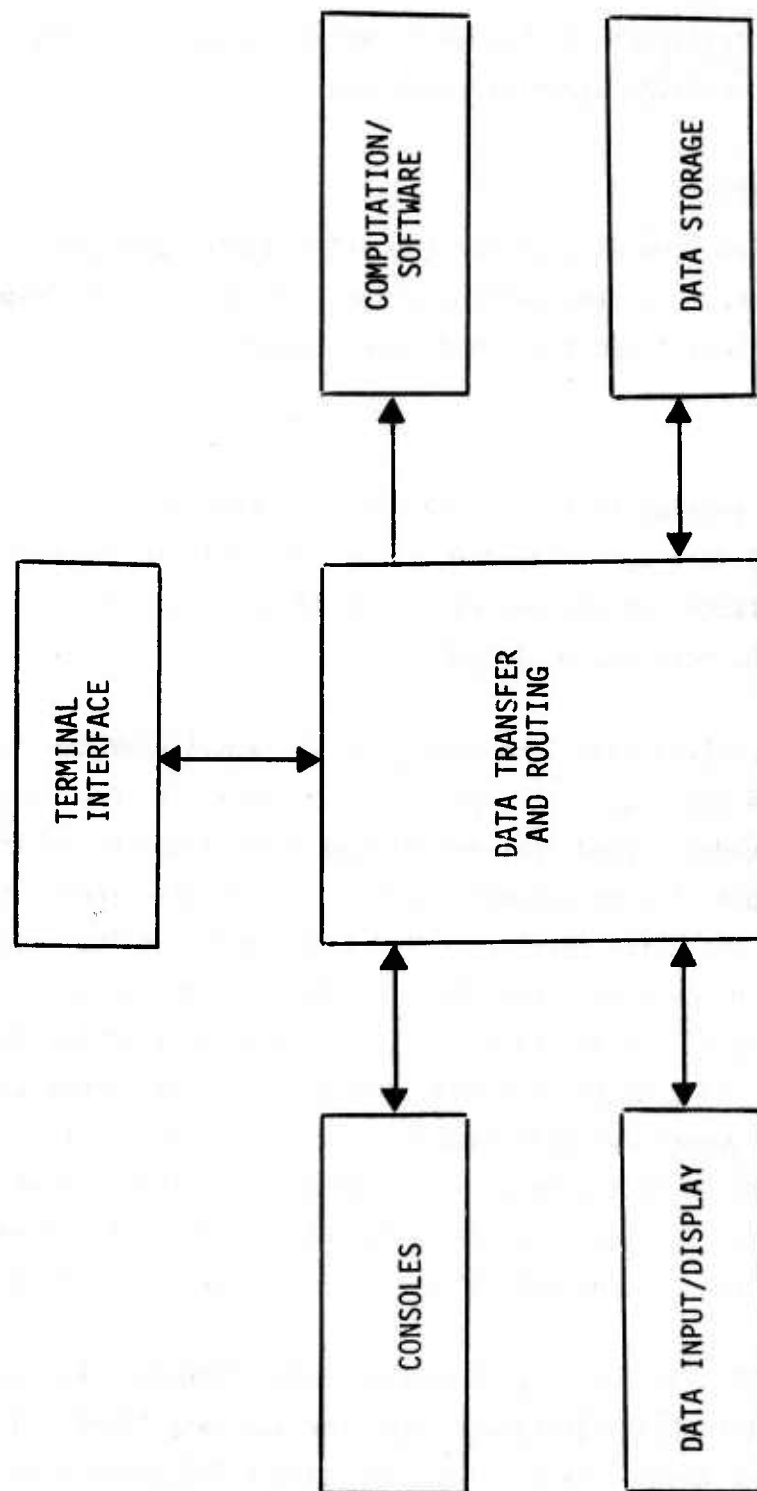 TERMINAL
INTERFACE
CONSOLES
DATA TRANSFER
AND ROUTING
COMPUTATION/
SOFTWARE
DATA INPUT/DISPLAY
DATA STORAGE